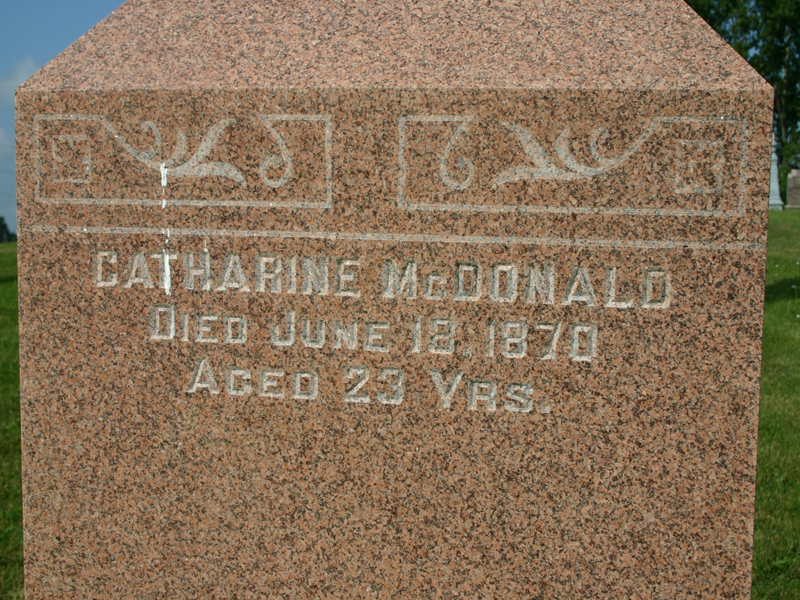 CATHARINE McDONALD
DIED JUNE 18, 1870
AGED 23 YRS.